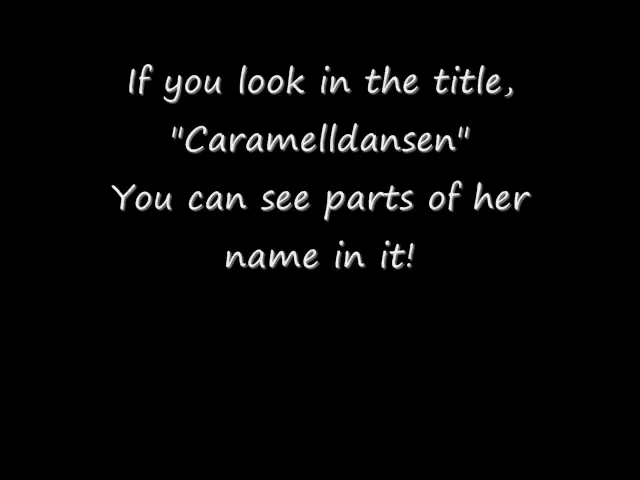 If you look in the title,
"Caramelldansen"
You can see parts of her
name in it!